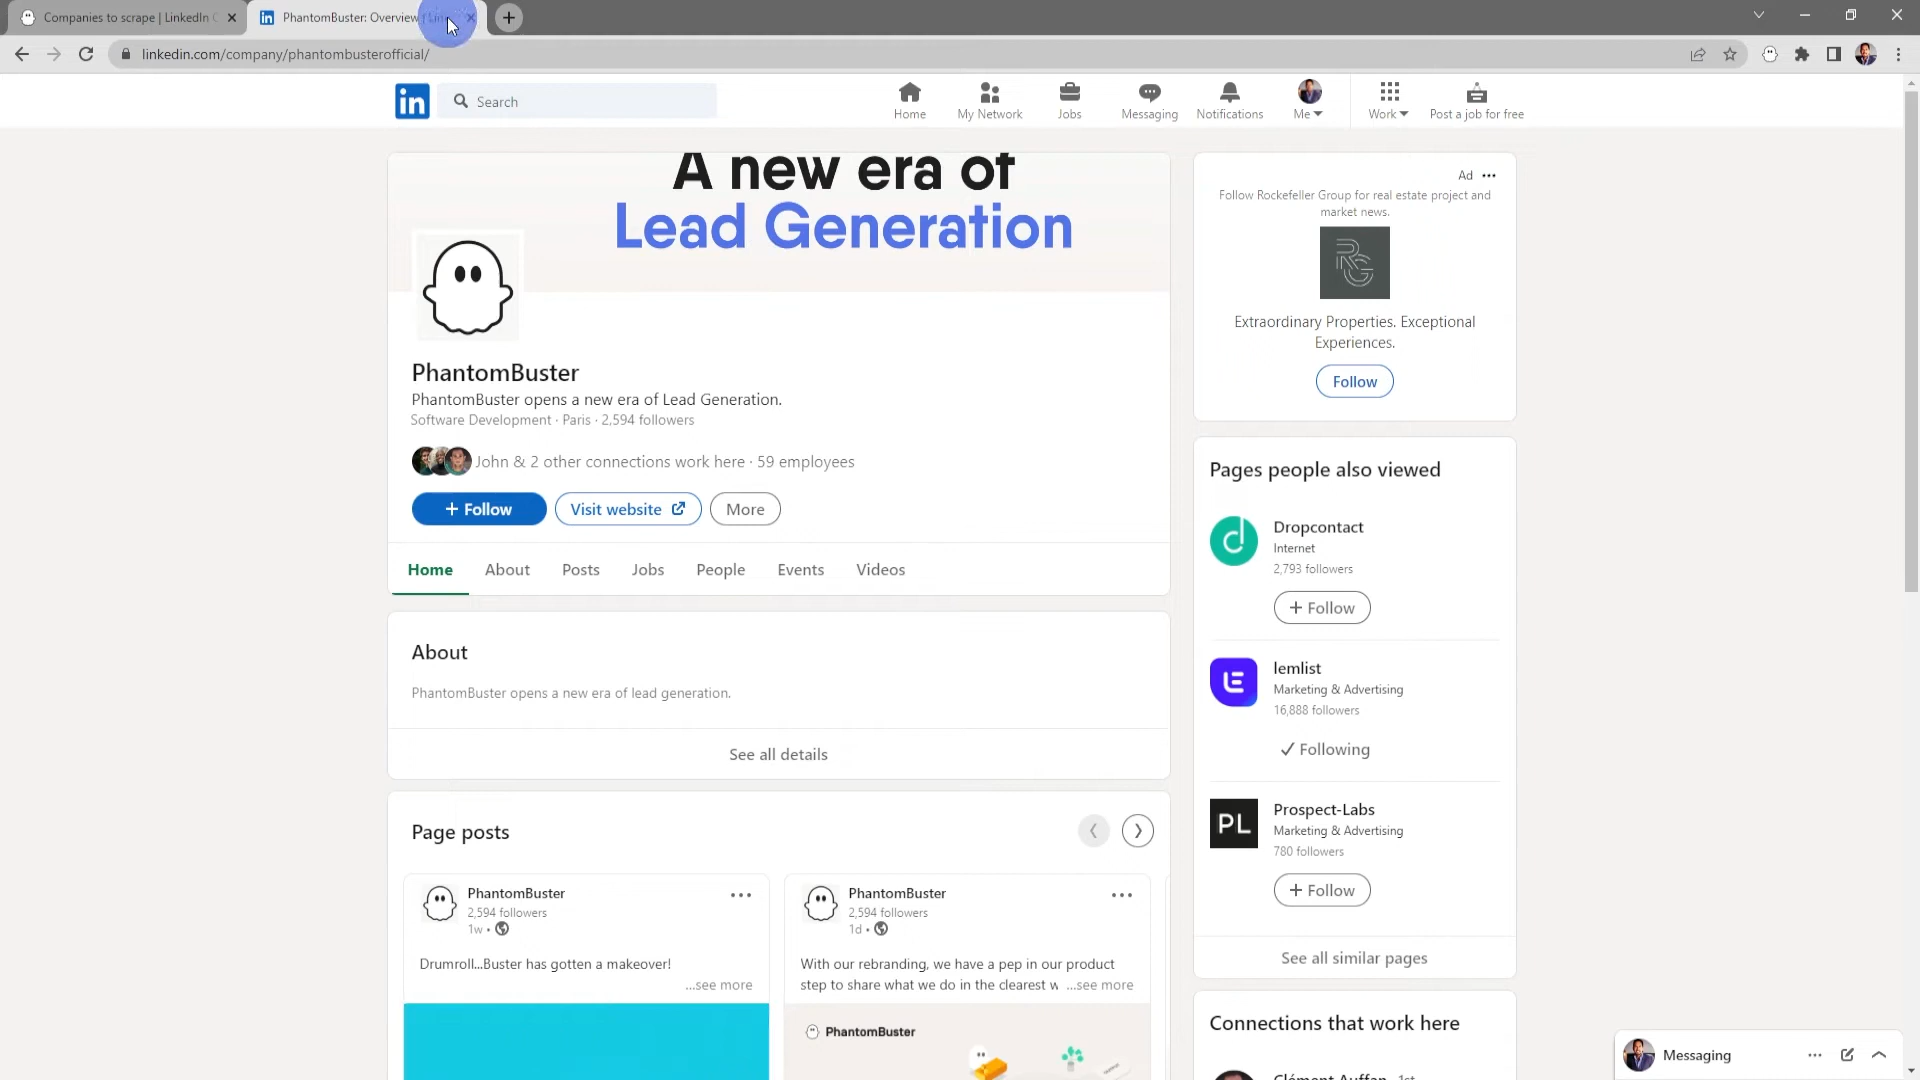 Companies to scrape | LinkedIn C
PhantomBuster: Overview
linkedin.com/company/phantombusterofficial/
in
Search
Home
My Network
Jobs
Messaging
Notifications
Me
Work
Post a job for free
A new era of
Lead Generation
PhantomBuster
PhantomBuster opens a new era of Lead Generation.
Software Development · Paris · 2,594 followers
John & 2 other connections work here · 59 employees
+ Follow
Visit website
More
Home
About
Posts
Jobs
People
Events
Videos
About
PhantomBuster opens a new era of lead generation.
See all details
Page posts
PhantomBuster
2,594 followers
1w •
Drumroll...Buster has gotten a makeover!
...see more
PhantomBuster
2,594 followers
1d •
With our rebranding, we have a pep in our product
step to share what we do in the clearest w ...see more
PhantomBuster
Ad
Follow Rockefeller Group for real estate project and
market news.
RG
Extraordinary Properties. Exceptional
Experiences.
Follow
Pages people also viewed
Dropcontact
Internet
2,793 followers
+ Follow
lemlist
Marketing & Advertising
16,888 followers
Following
PL
Prospect-Labs
Marketing & Advertising
780 followers
+ Follow
See all similar pages
Connections that work here
Clément Auffan 1st
Messaging